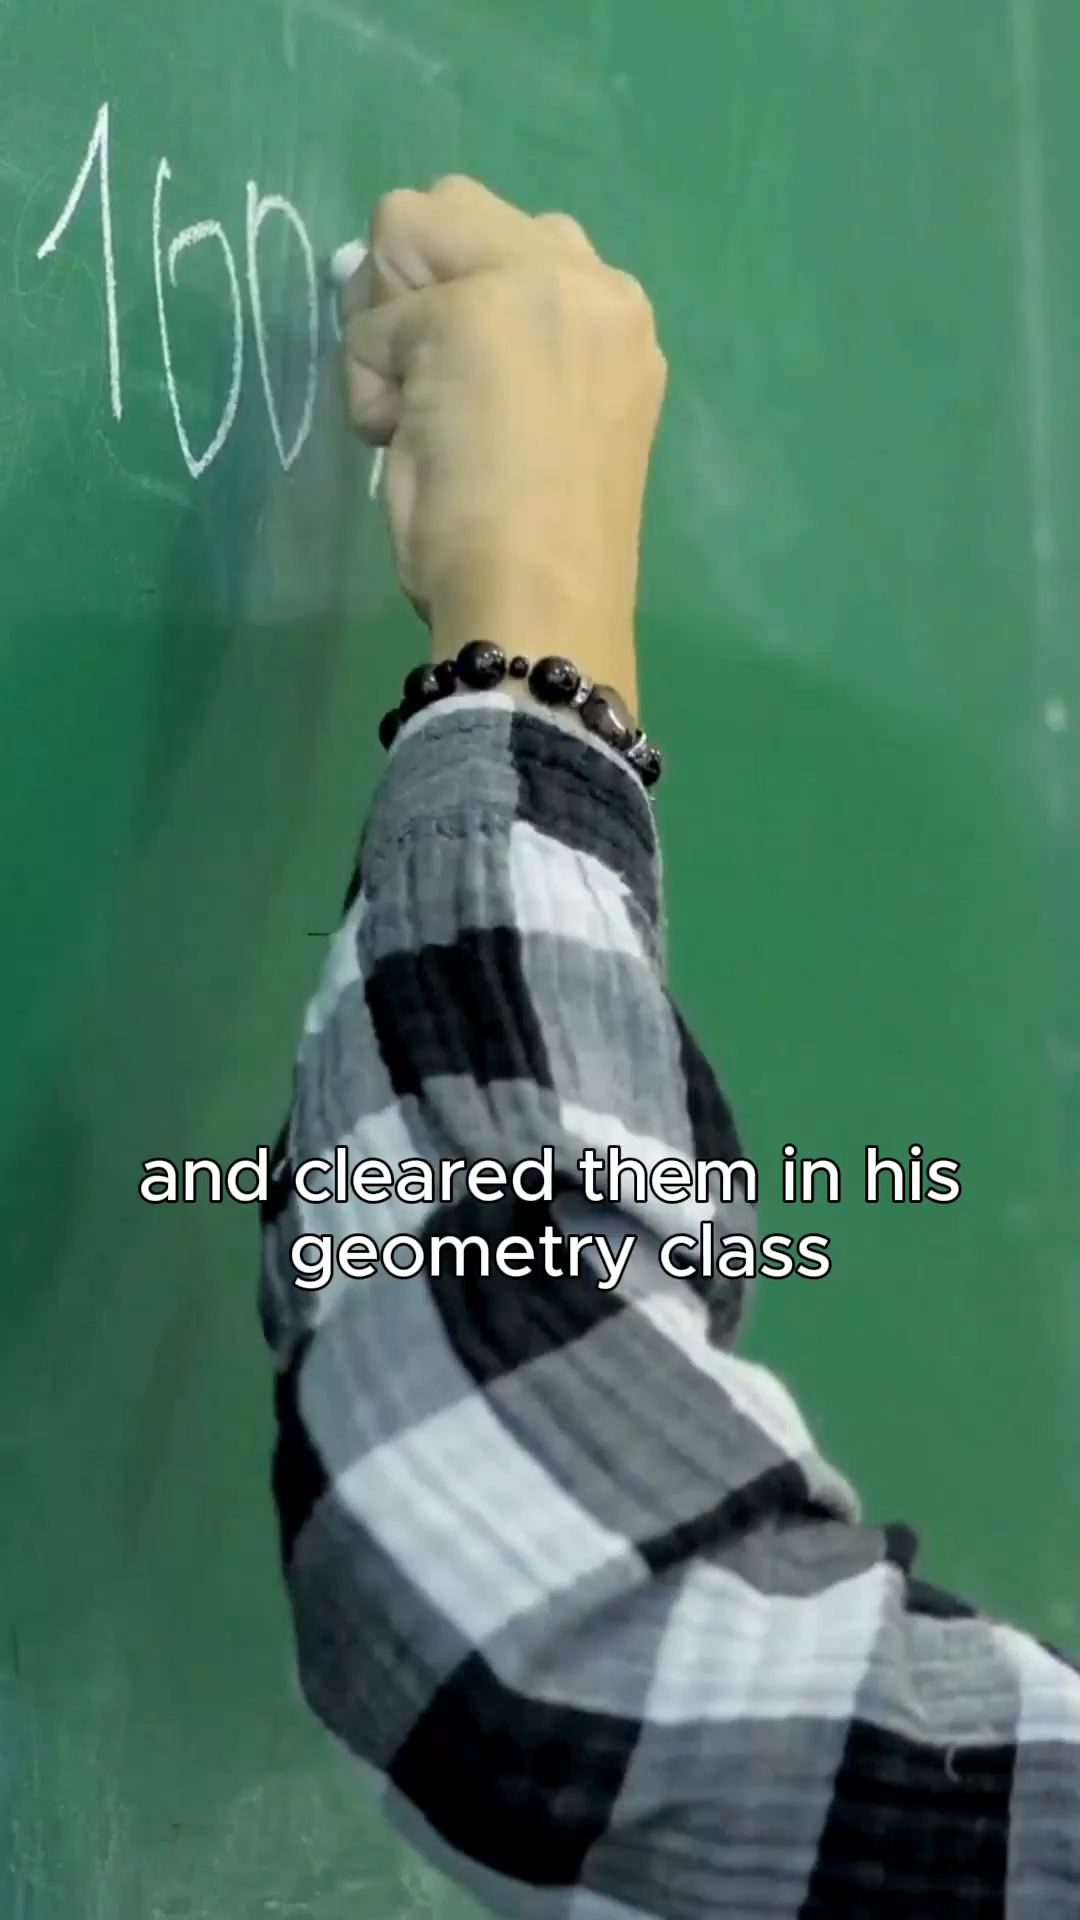 160
and cleared them in his
geometry class